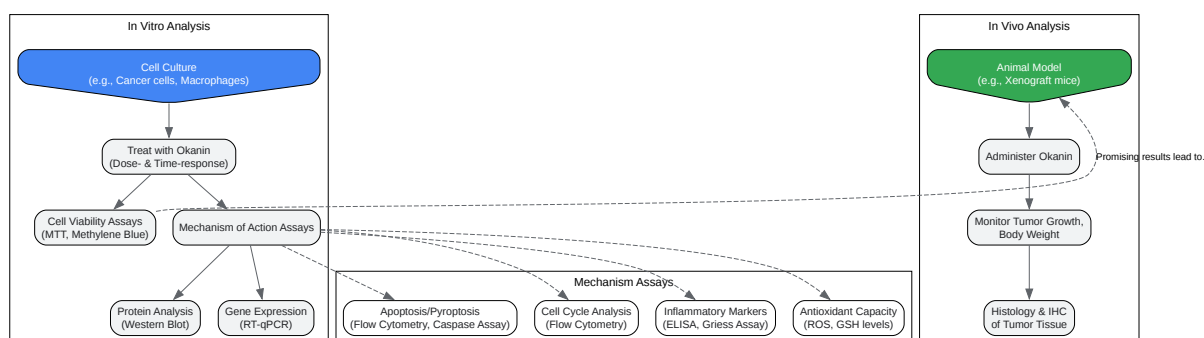 In Vitro Analysis
Cell Culture
(e.g., Cancer cells, Macrophages)
Treat with Okanin
(Dose- & Time-response)
Cell Viability Assays
(MTT, Methylene Blue)
Mechanism of Action Assays
Protein Analysis
(Western Blot)
Gene Expression
(RT-qPCR)
Mechanism Assays
Apoptosis/Pyroptosis
(Flow Cytometry, Caspase Assay)
Cell Cycle Analysis
(Flow Cytometry)
Inflammatory Markers
(ELISA, Griess Assay)
Antioxidant Capacity
(ROS, GSH levels)
In Vivo Analysis
Animal Model
(e.g., Xenograft mice)
Promising results lead to.
Administer Okanin
Monitor Tumor Growth,
Body Weight
Histology & IHC
of Tumor Tissue